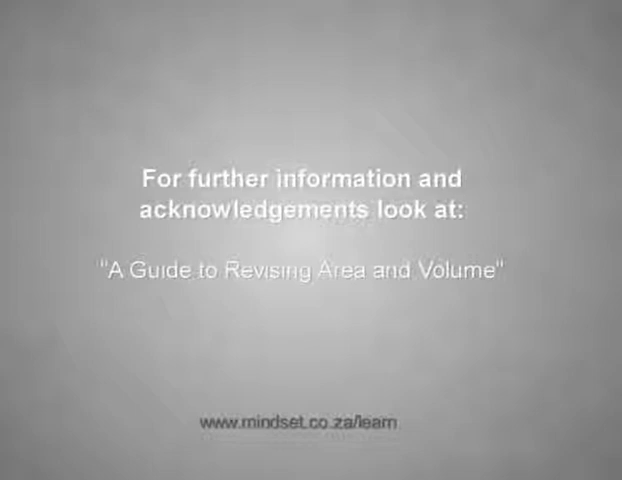 For further information and
acknowledgements look at:
"A Guide to Revising Area and Volume"
www.mindset.co.za/learn